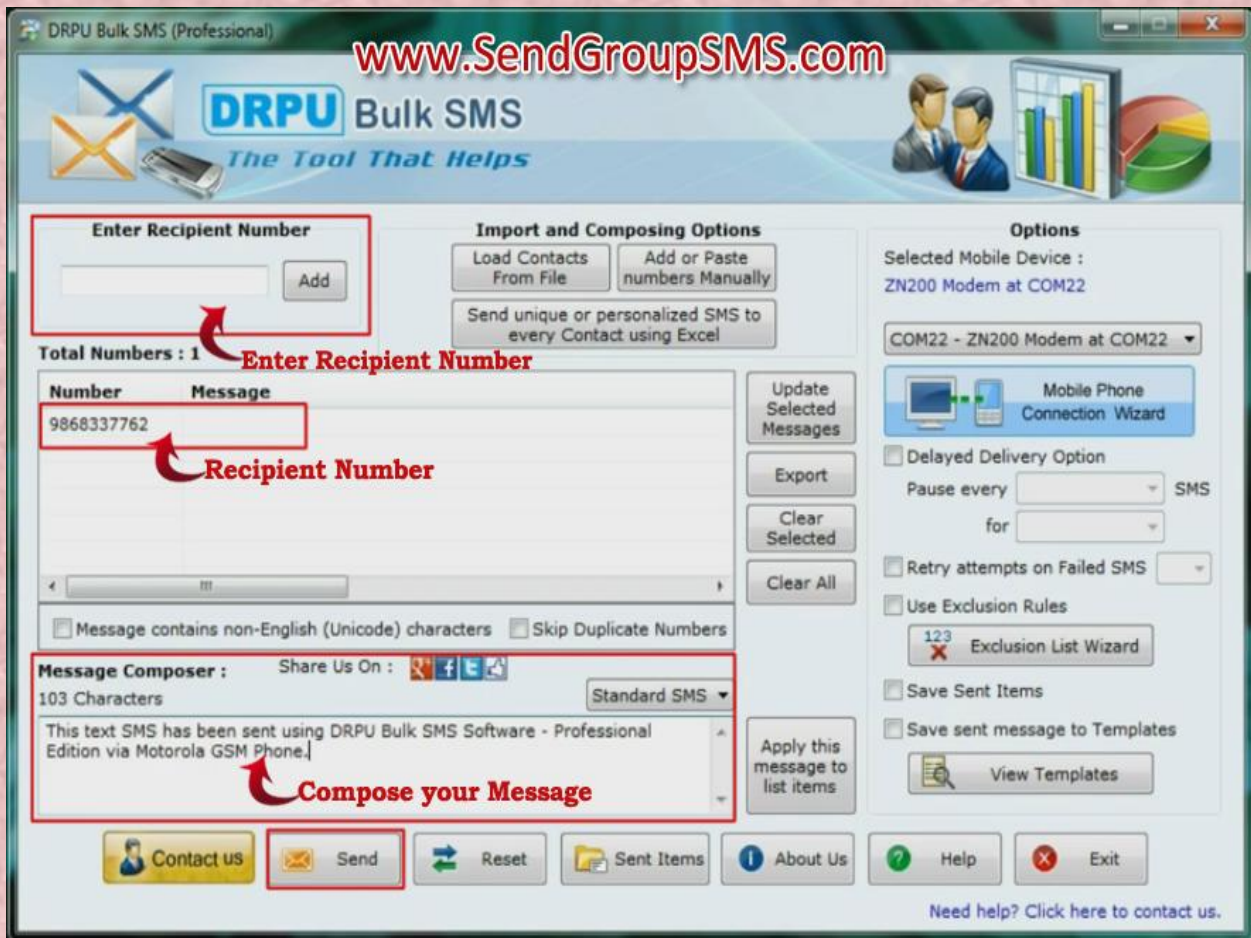 DRPU Bulk SMS (Professional)
www.SendGroupSMS.com
DRPU Bulk SMS
The Tool That Helps
Enter Recipient Number
Add
Enter Recipient Number
Import and Composing Options
Load Contacts
From File
Add or Paste
numbers Manually
Send unique or personalized SMS to
every Contact using Excel
Total Numbers : 1
Number Message
9868337762
Recipient Number
Update
Selected
Messages
Export
Clear
Selected
Clear All
Message contains non-English (Unicode) characters
Skip Duplicate Numbers
Message Composer :
Share Us On :
103 Characters
Standard SMS
This text SMS has been sent using DRPU Bulk SMS Software - Professional
Edition via Motorola GSM Phone.
Compose your Message
Apply this
message to
list items
Options
Selected Mobile Device :
ZN200 Modem at COM22
COM22 - ZN200 Modem at COM22
Mobile Phone
Connection Wizard
Delayed Delivery Option
Pause every SMS
for
Retry attempts on Failed SMS
Use Exclusion Rules
123
Exclusion List Wizard
Save Sent Items
Save sent message to Templates
View Templates
Contact us
Send
Reset
Sent Items
About Us
Help
Exit
Need help? Click here to contact us.